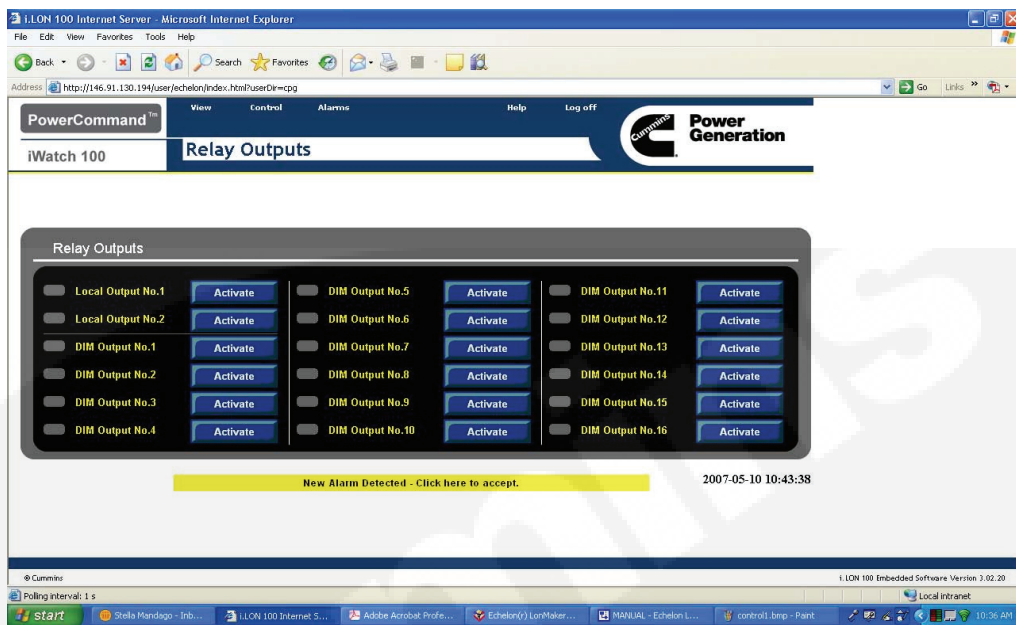 i.LON 100 Internet Server - Microsoft Internet Explorer
File Edit View Favorites Tools Help
Back Search Favorites
Address http://146.91.130.194/user/echelon/index.html?userDir=cpg Go Links »
PowerCommand™
View Control Alarms Help Log off
iWatch 100
Relay Outputs
Cummins
Power
Generation
Relay Outputs
Local Output No.1 Activate DIM Output No.5 Activate DIM Output No.11 Activate
Local Output No.2 Activate DIM Output No.6 Activate DIM Output No.12 Activate
DIM Output No.1 Activate DIM Output No.7 Activate DIM Output No.13 Activate
DIM Output No.2 Activate DIM Output No.8 Activate DIM Output No.14 Activate
DIM Output No.3 Activate DIM Output No.9 Activate DIM Output No.15 Activate
DIM Output No.4 Activate DIM Output No.10 Activate DIM Output No.16 Activate
New Alarm Detected - Click here to accept. 2007-05-10 10:43:38
© Cummins i.LON 100 Embedded Software Version 3.02.20
Polling interval: 1 s Local intranet
start Stella Mandago - Inb... i.LON 100 Internet S... Adobe Acrobat Profe... Echelon(r) LonMaker... MANUAL - Echelon L... control1.bmp - Paint 10:36 AM